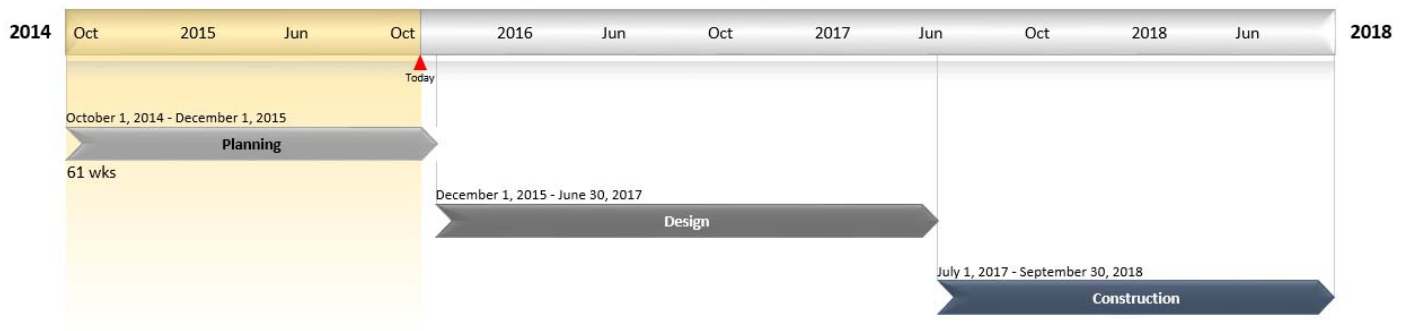 2014 Oct 2015 Jun Oct 2016 Jun Oct 2017 Jun Oct 2018 Jun 2018
Today
October 1, 2014 - December 1, 2015
Planning
61 wks
December 1, 2015 - June 30, 2017
Design
July 1, 2017 - September 30, 2018
Construction